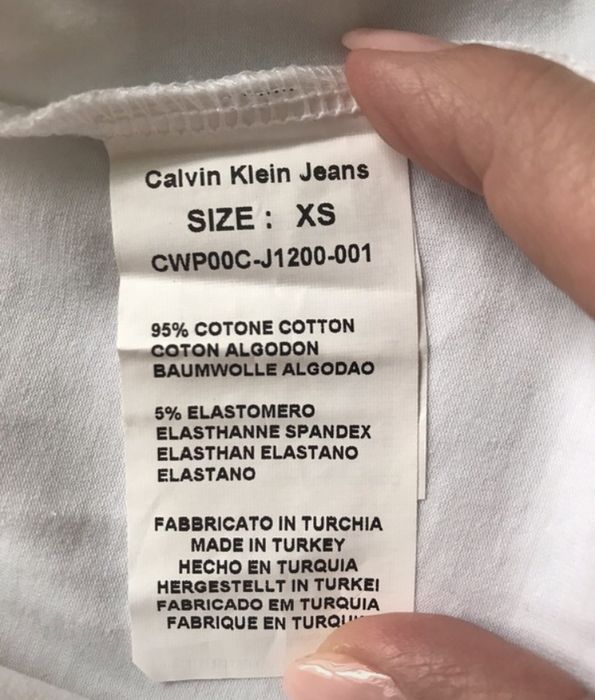 Calvin Klein Jeans
SIZE : XS
CWP00C-J1200-001
95% COTONE COTTON
COTON ALGODON
BAUMWOLLE ALGODAO
5% ELASTOMERO
ELASTHANNE SPANDEX
ELASTHAN ELASTANO
ELASTANO
FABBRICATO IN TURCHIA
MADE IN TURKEY
HECHO EN TURQUIA
HERGESTELLT IN TURKEI
FABRICADO EM TURQUIA
FABRIQUE EN